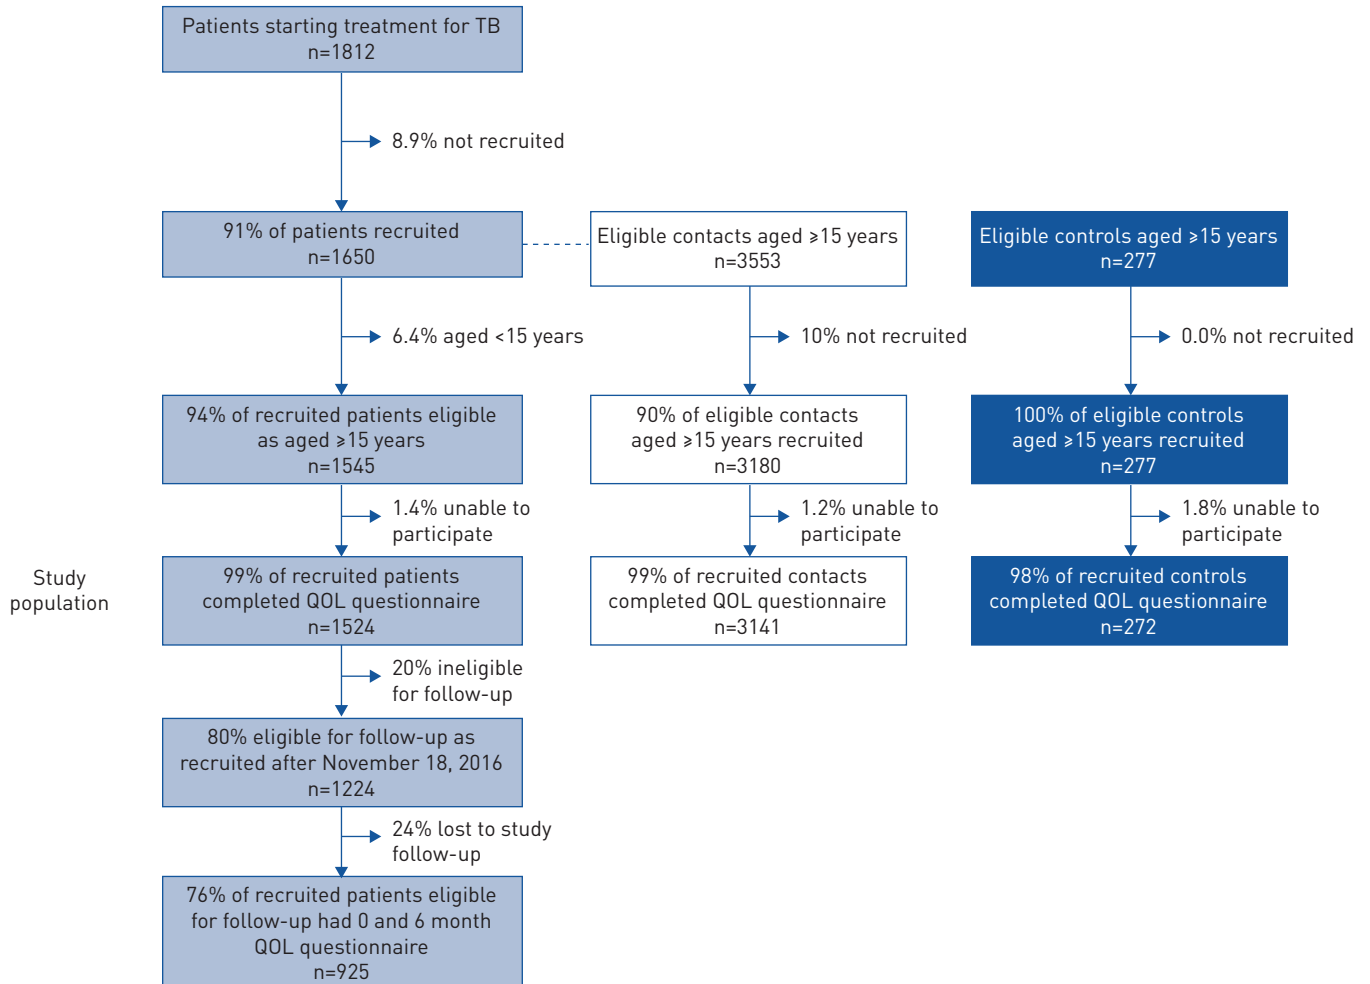 Patients starting treatment for TB
n=1812
8.9% not recruited
91% of patients recruited
n=1650
Eligible contacts aged ≥15 years
n=3553
Eligible controls aged ≥15 years
n=277
6.4% aged <15 years
10% not recruited
0.0% not recruited
94% of recruited patients eligible
as aged ≥15 years
n=1545
90% of eligible contacts
aged ≥15 years recruited
n=3180
100% of eligible controls
aged ≥15 years recruited
n=277
1.4% unable to
participate
1.2% unable to
participate
1.8% unable to
participate
Study
population
99% of recruited patients
completed QOL questionnaire
n=1524
99% of recruited contacts
completed QOL questionnaire
n=3141
98% of recruited controls
completed QOL questionnaire
n=272
20% ineligible
for follow-up
80% eligible for follow-up as
recruited after November 18, 2016
n=1224
24% lost to study
follow-up
76% of recruited patients eligible
for follow-up had 0 and 6 month
QOL questionnaire
n=925